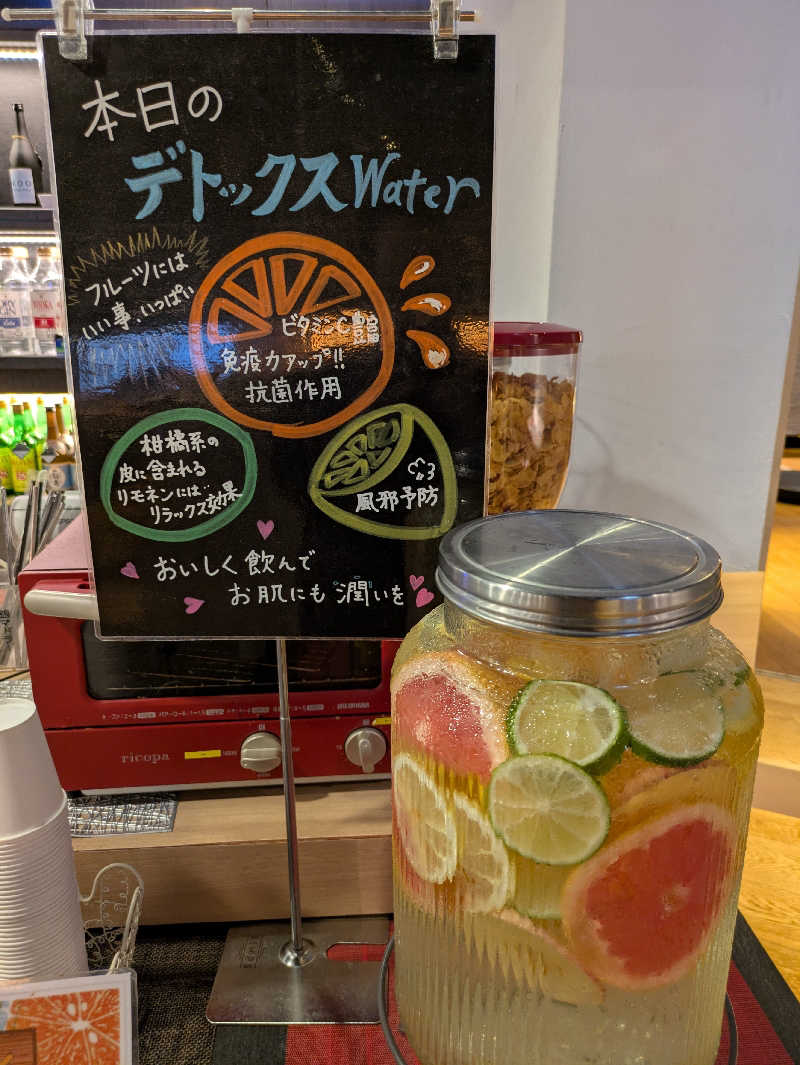 本日の
デトックスWater
フルーツには
いい事いっぱい
ビタミンC豊富
免疫力アップ!!
抗菌作用
柑橘系の
皮に含まれる
リモネンには…
リラックス効果
風邪予防
おいしく飲んで
お肌にも"潤"いを
ricopa